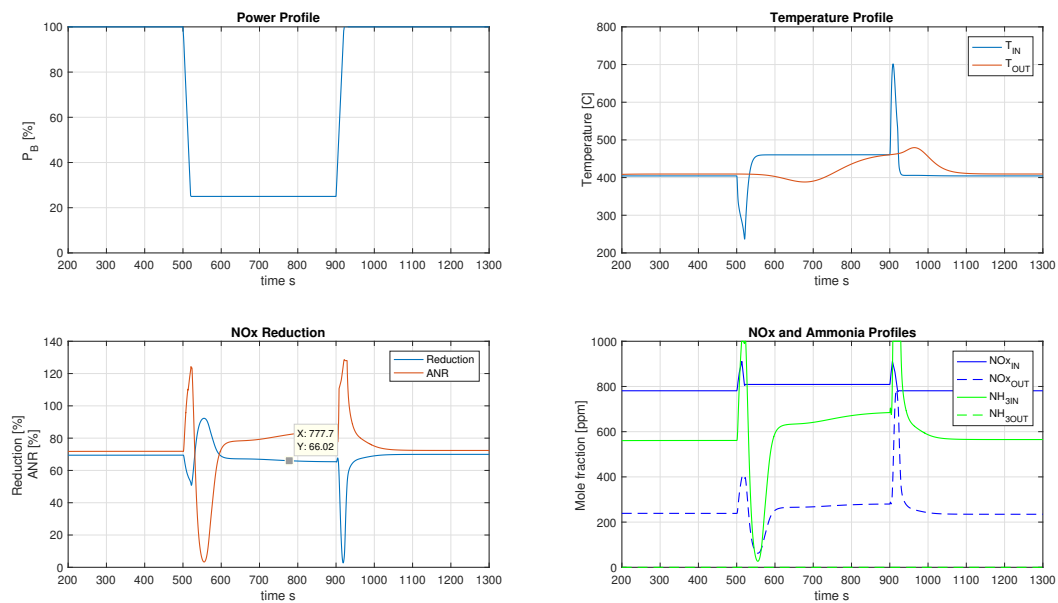 Power Profile
100
80
60
40
20
0
P_B [%]
200 300 400 500 600 700 800 900 1000 1100 1200 1300
time s
Temperature Profile
800
700
600
500
400
300
200
Temperature [C]
T_IN
T_OUT
200 300 400 500 600 700 800 900 1000 1100 1200 1300
time s
NOx Reduction
140
120
100
80
60
40
20
0
Reduction [%]
ANR [%]
Reduction
ANR
X: 777.7
Y: 66.02
200 300 400 500 600 700 800 900 1000 1100 1200 1300
time s
NOx and Ammonia Profiles
1000
800
600
400
200
0
Mole fraction [ppm]
NOx_IN
NOx_OUT
NH_3IN
NH_3OUT
200 300 400 500 600 700 800 900 1000 1100 1200 1300
time s